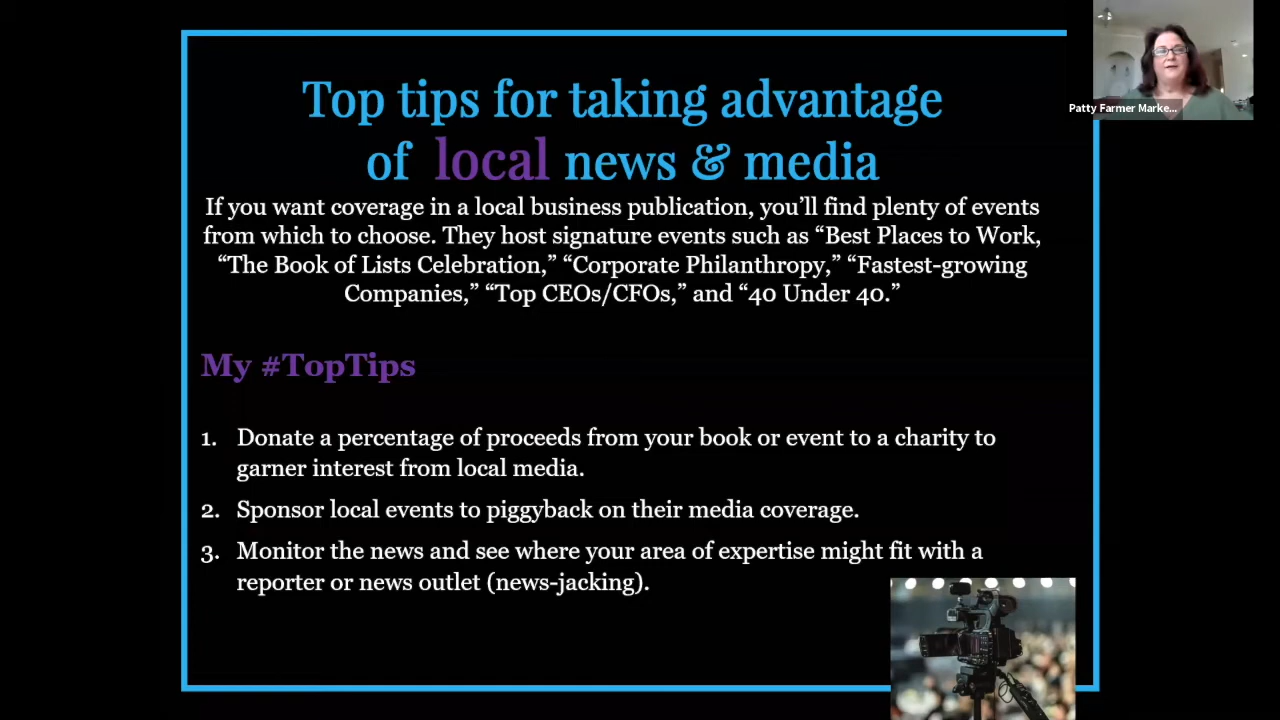 Top tips for taking advantage
of local news & media
If you want coverage in a local business publication, you’ll find plenty of events
from which to choose. They host signature events such as “Best Places to Work,
“The Book of Lists Celebration,” “Corporate Philanthropy,” “Fastest-growing
Companies,” “Top CEOs/CFOs,” and “40 Under 40.”
My #TopTips
1. Donate a percentage of proceeds from your book or event to a charity to
garner interest from local media.
2. Sponsor local events to piggyback on their media coverage.
3. Monitor the news and see where your area of expertise might fit with a
reporter or news outlet (news-jacking).
Patty Farmer Marke...